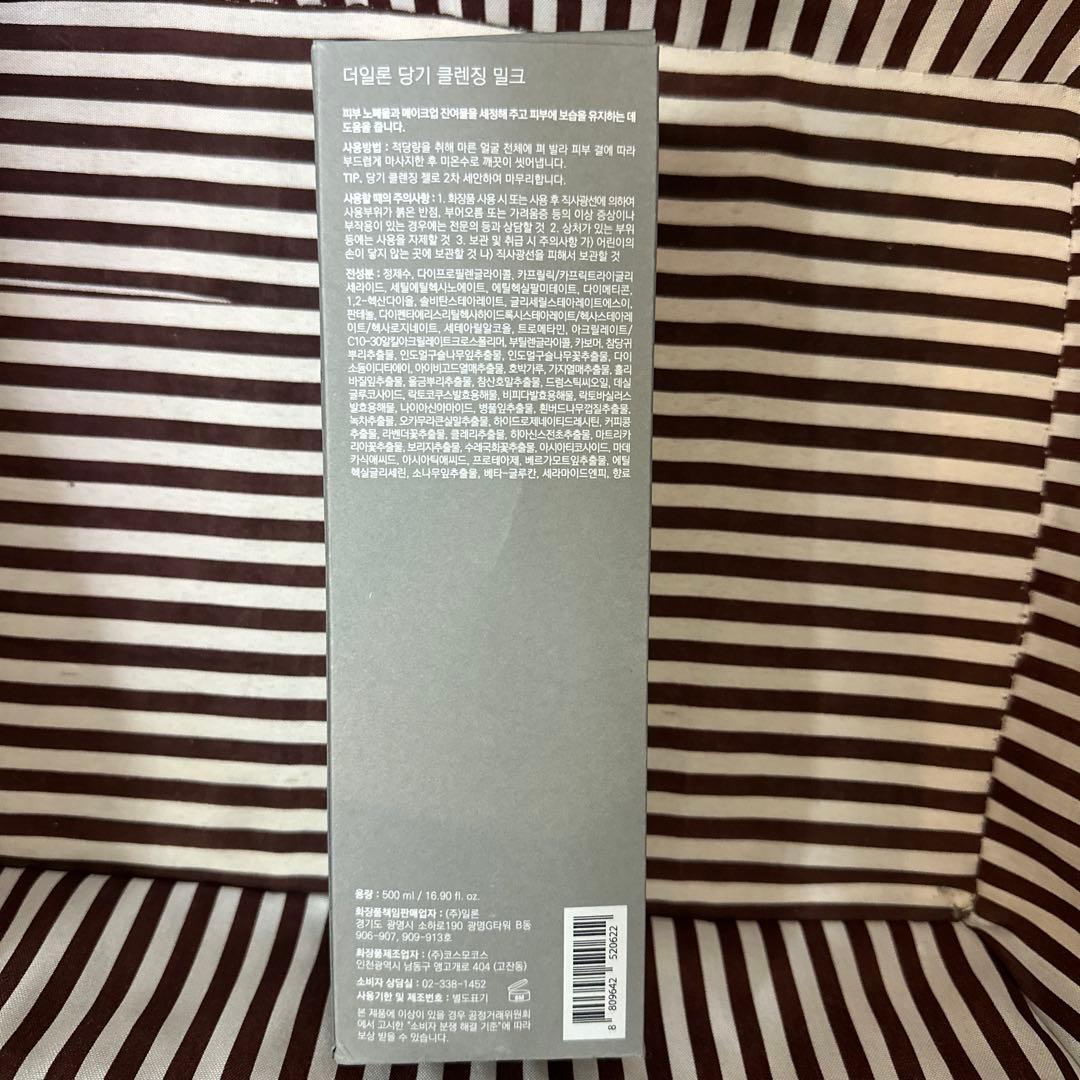 더일론 당기 클렌징 밀크
피부 노폐물과 메이크업 잔여물을 세정해 주고 피부에 보습을 유지하는 데
도움을 줍니다.
사용방법 : 적당량을 취해 마른 얼굴 전체에 펴 발라 피부 결에 따라
부드럽게 마사지한 후 미온수로 깨끗이 씻어냅니다.
TIP. 당기 클렌징 젤로 2차 세안하여 마무리합니다.
사용할 때의 주의사항 : 1. 화장품 사용 시 또는 사용 후 직사광선에 의하여
사용부위가 붉은 반점, 부어오름 또는 가려움증 등의 이상 증상이나
부작용이 있는 경우에는 전문의 등과 상담할 것 2. 상처가 있는 부위
등에는 사용을 자제할 것 3. 보관 및 취급 시 주의사항 가) 어린이의
손이 닿지 않는 곳에 보관할 것 나) 직사광선을 피해서 보관할 것
전성분 : 정제수, 다이프로필렌글라이콜, 카프릴릭/카프릭트라이글리
세라이드, 세틸에틸헥사노에이트, 에틸헥실팔미테이트, 다이메티콘,
1,2-헥산다이올, 솔비탄스테아레이트, 글리세릴스테아레이트에스이,
판테놀, 다이펜타에리스리틸헥사하이드록시스테아레이트/헥사스테아레
이트/헥사로지네이트, 세테아릴알코올, 트로메타민, 아크릴레이트/
C10-30알킬아크릴레이트크로스폴리머, 부틸렌글라이콜, 카보머, 참당귀
뿌리추출물, 인도멀구슬나무잎추출물, 인도멀구슬나무꽃추출물, 다이
소듐이디티에이, 아이비고드열매추출물, 호박가루, 가지열매추출물, 홀리
바질잎추출물, 울금뿌리추출물, 참산호말추출물, 드럼스틱씨오일, 데실
글루코사이드, 락토코쿠스발효용해물, 비피다발효용해물, 락토바실러스
발효용해물, 나이아신아마이드, 병풀잎추출물, 흰버드나무껍질추출물,
녹차추출물, 오카무라큰실말추출물, 하이드로제네이티드레시틴, 커피콩
추출물, 라벤더꽃추출물, 클레리추출물, 히아신스전초추출물, 마트리카
리아꽃추출물, 보리지추출물, 수레국화꽃추출물, 아시아티코사이드, 마데
카식애씨드, 아시아틱애씨드, 프로테아제, 베르가모트잎추출물, 에틸
헥실글리세린, 소나무잎추출물, 베타-글루칸, 세라마이드엔피, 향료
용량 : 500 ml / 16.90 fl. oz.
화장품책임판매업자 : (주)일론
경기도 광명시 소하로190 광명G타워 B동
906-907, 909-913호
화장품제조업자 : (주)코스모코스
인천광역시 남동구 앵고개로 404 (고잔동)
소비자 상담실 : 02-338-1452
사용기한 및 제조번호 : 별도표기
6M
본 제품에 이상이 있을 경우 공정거래위원회
에서 고시한 "소비자 분쟁 해결 기준"에 따라
보상 받을 수 있습니다.
8 809642 520622